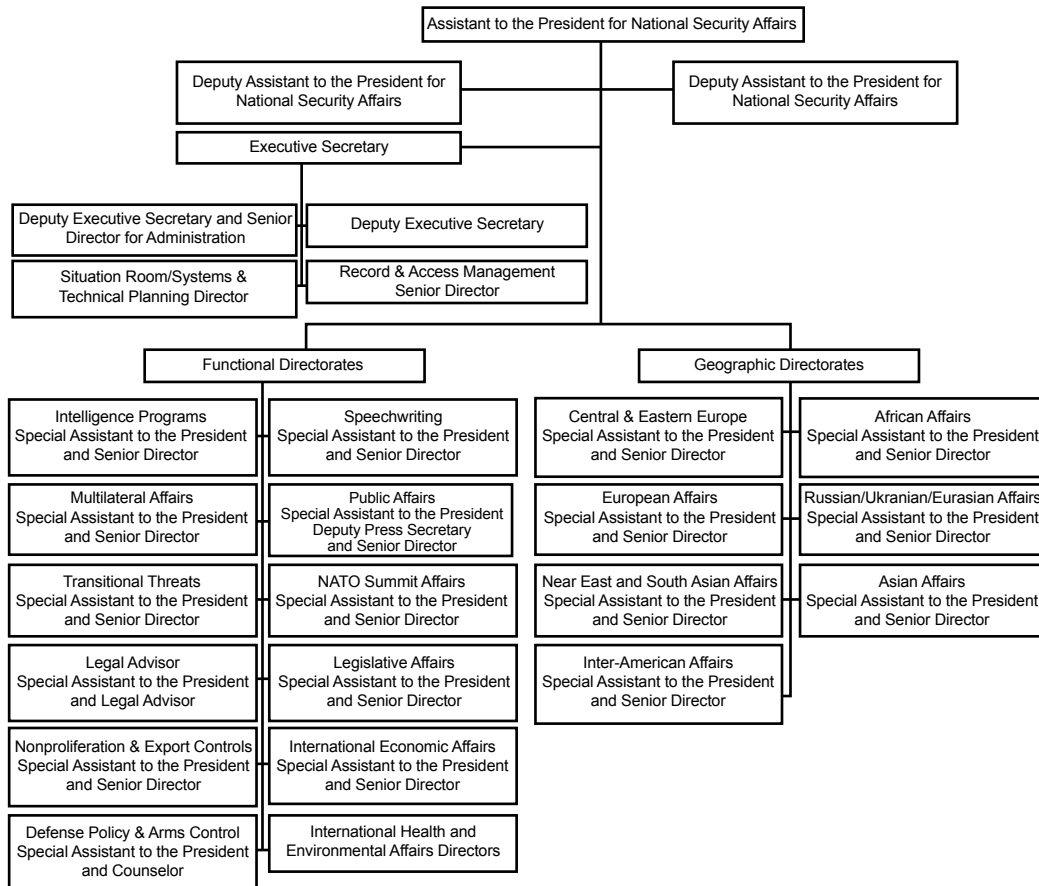 Assistant to the President for National Security Affairs
Deputy Assistant to the President for
National Security Affairs
Deputy Assistant to the President for
National Security Affairs
Executive Secretary
Deputy Executive Secretary and Senior
Director for Administration
Deputy Executive Secretary
Situation Room/Systems &
Technical Planning Director
Record & Access Management
Senior Director
Functional Directorates
Intelligence Programs
Special Assistant to the President
and Senior Director
Speechwriting
Special Assistant to the President
and Senior Director
Multilateral Affairs
Special Assistant to the President
and Senior Director
Public Affairs
Special Assistant to the President
Deputy Press Secretary
and Senior Director
Transitional Threats
Special Assistant to the President
and Senior Director
NATO Summit Affairs
Special Assistant to the President
and Senior Director
Legal Advisor
Special Assistant to the President
and Legal Advisor
Legislative Affairs
Special Assistant to the President
and Senior Director
Nonproliferation & Export Controls
Special Assistant to the President
and Senior Director
International Economic Affairs
Special Assistant to the President
and Senior Director
Defense Policy & Arms Control
Special Assistant to the President
and Counselor
International Health and
Environmental Affairs Directors
Geographic Directorates
Central & Eastern Europe
Special Assistant to the President
and Senior Director
African Affairs
Special Assistant to the President
and Senior Director
European Affairs
Special Assistant to the President
and Senior Director
Russian/Ukranian/Eurasian Affairs
Special Assistant to the President
and Senior Director
Near East and South Asian Affairs
Special Assistant to the President
and Senior Director
Asian Affairs
Special Assistant to the President
and Senior Director
Inter-American Affairs
Special Assistant to the President
and Senior Director